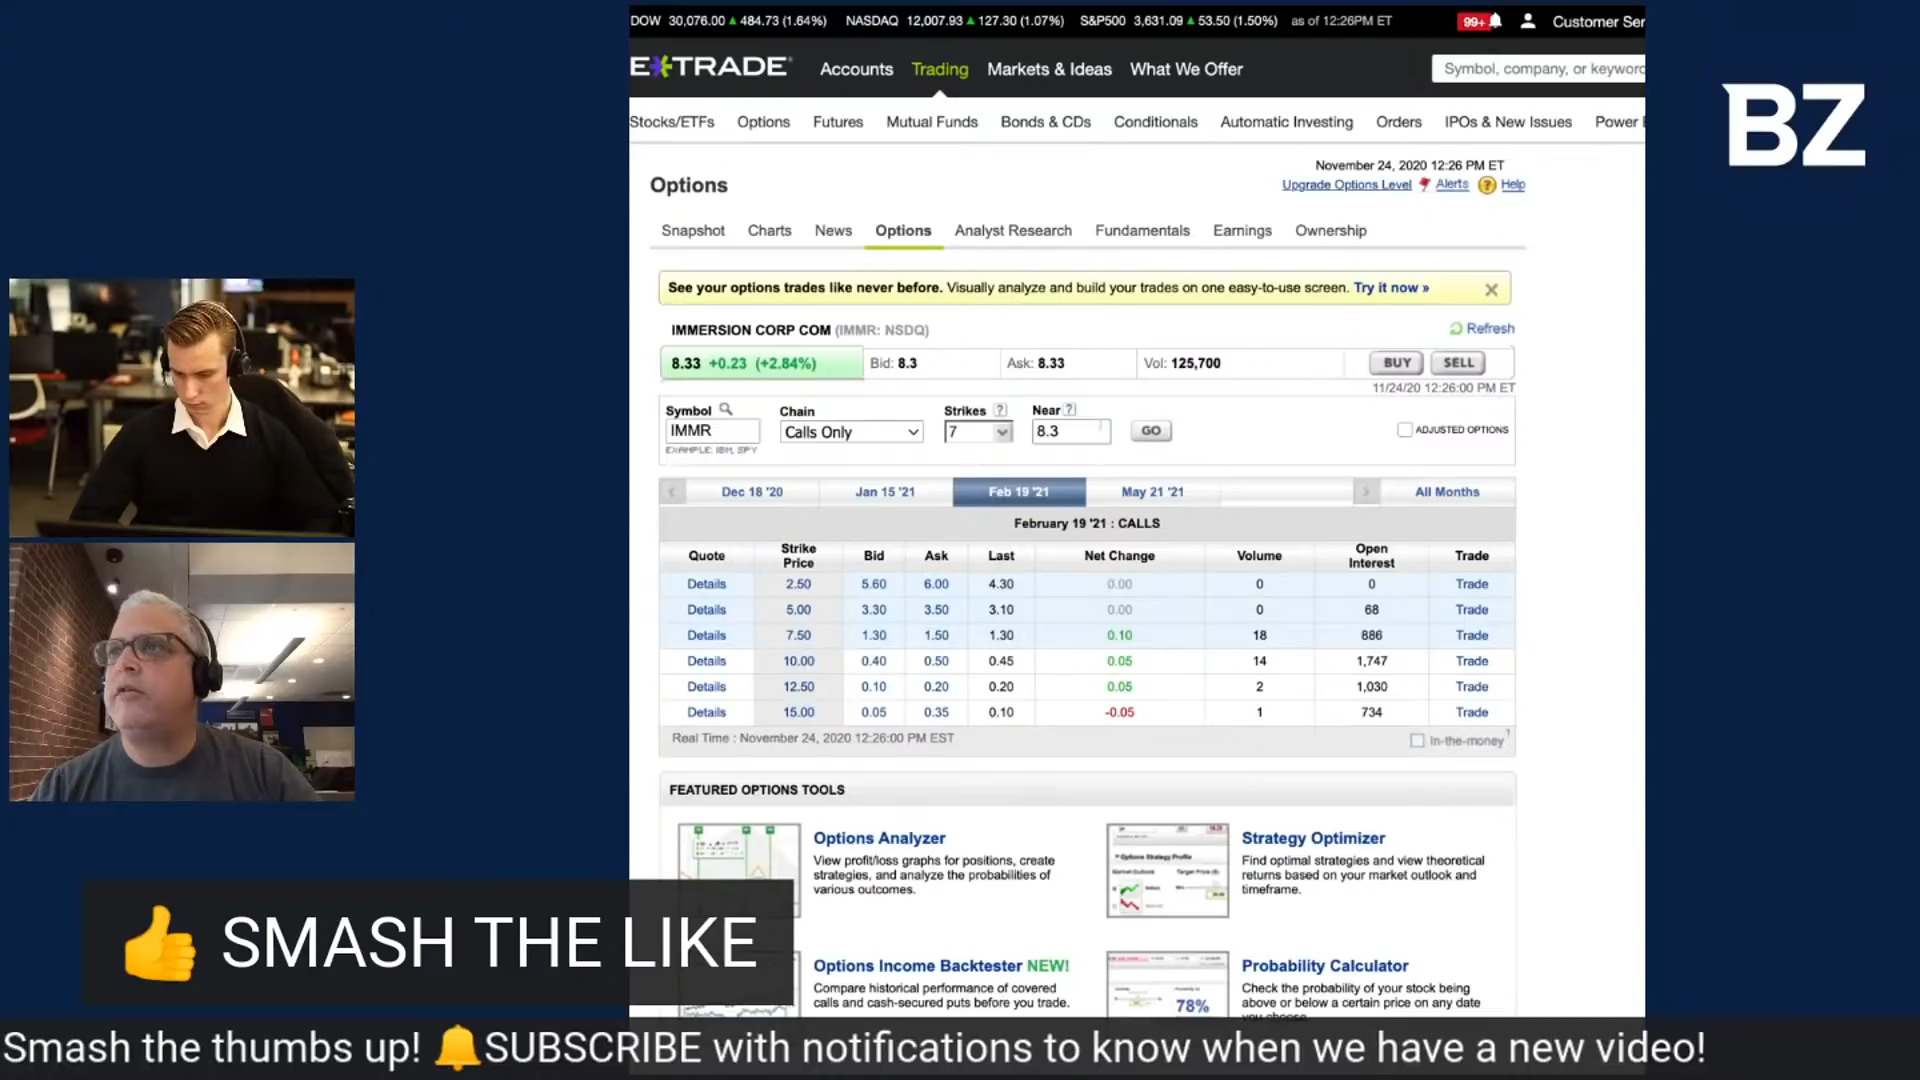 DOW 30,076.00 ▲ 484.73 (1.64%) NASDAQ 12,007.93 ▲ 127.30 (1.07%) S&P500 3,631.09 ▲ 53.50 (1.50%) as of 12:26PM ET 99+ Customer Ser
E*TRADE Accounts Trading Markets & Ideas What We Offer Symbol, company, or keyword
BZ
Stocks/ETFs Options Futures Mutual Funds Bonds & CDs Conditionals Automatic Investing Orders IPOs & New Issues Power
November 24, 2020 12:26 PM ET
Options
Upgrade Options Level Alerts ? Help
Snapshot Charts News Options Analyst Research Fundamentals Earnings Ownership
See your options trades like never before. Visually analyze and build your trades on one easy-to-use screen. Try it now »
IMMERSION CORP COM (IMMR: NSDQ) Refresh
8.33 +0.23 (+2.84%) Bid: 8.3 Ask: 8.33 Vol: 125,700 BUY SELL
11/24/20 12:26:00 PM ET
Symbol Chain Strikes ? Near ?
IMMR Calls Only 7 8.3 GO ADJUSTED OPTIONS
EXAMPLE: IBM, SPY
Dec 18 '20 Jan 15 '21 Feb 19 '21 May 21 '21 All Months
February 19 '21 : CALLS
Quote Strike Price Bid Ask Last Net Change Volume Open Interest Trade
Details 2.50 5.60 6.00 4.30 0.00 0 0 Trade
Details 5.00 3.30 3.50 3.10 0.00 0 68 Trade
Details 7.50 1.30 1.50 1.30 0.10 18 886 Trade
Details 10.00 0.40 0.50 0.45 0.05 14 1,747 Trade
Details 12.50 0.10 0.20 0.20 0.05 2 1,030 Trade
Details 15.00 0.05 0.35 0.10 -0.05 1 734 Trade
Real Time : November 24, 2020 12:26:00 PM EST In-the-money 1
FEATURED OPTIONS TOOLS
Options Analyzer
View profit/loss graphs for positions, create
strategies, and analyze the probabilities of
various outcomes.
Strategy Optimizer
Find optimal strategies and view theoretical
returns based on your market outlook and
timeframe.
Options Strategy Profile
Options Income Backtester NEW!
Compare historical performance of covered
calls and cash-secured puts before you trade.
78%
Probability Calculator
Check the probability of your stock being
above or below a certain price on any date
you choose.
👍 SMASH THE LIKE
Smash the thumbs up! 🔔SUBSCRIBE with notifications to know when we have a new video!